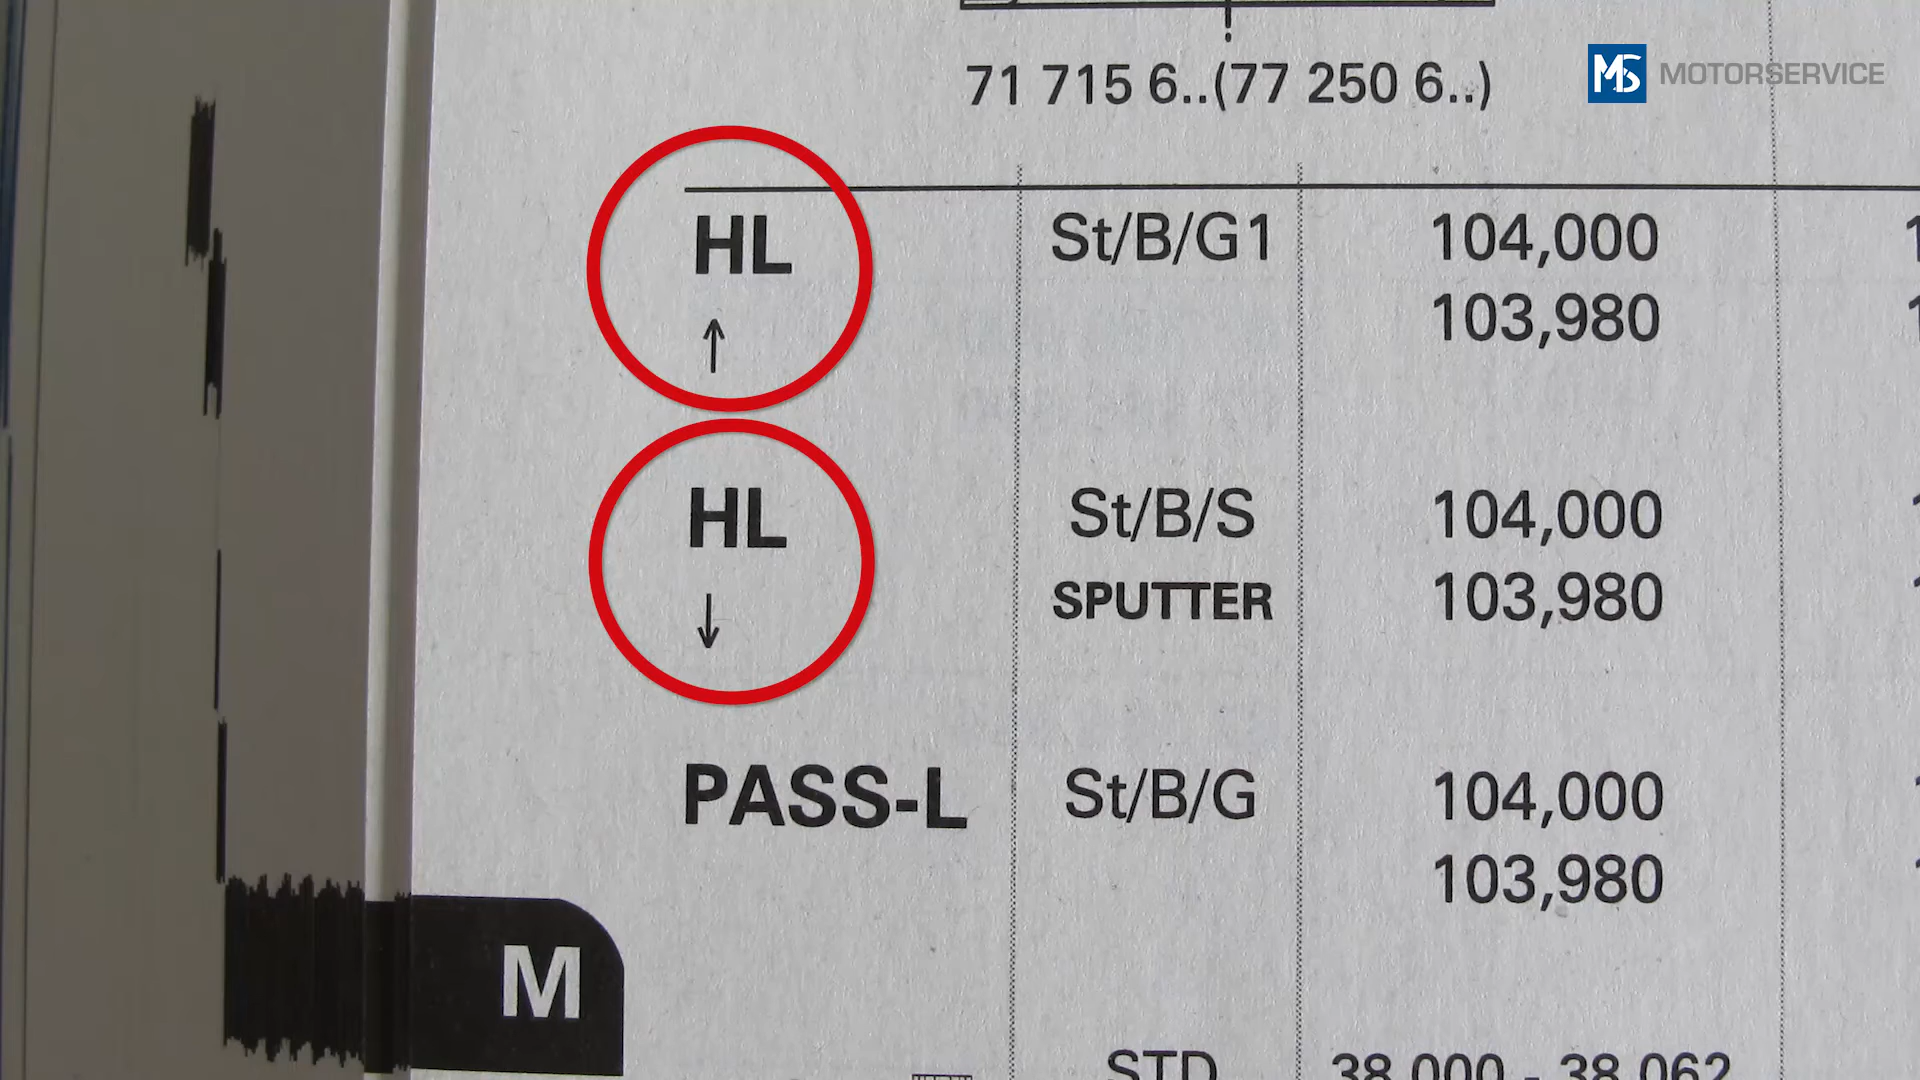 MS MOTORSERVICE
71 715 6..(77 250 6..)
HL St/B/G1 104,000
↑ 103,980
HL St/B/S 104,000
↓ SPUTTER 103,980
PASS-L St/B/G 104,000
103,980
M
STD 38,000 - 38,062